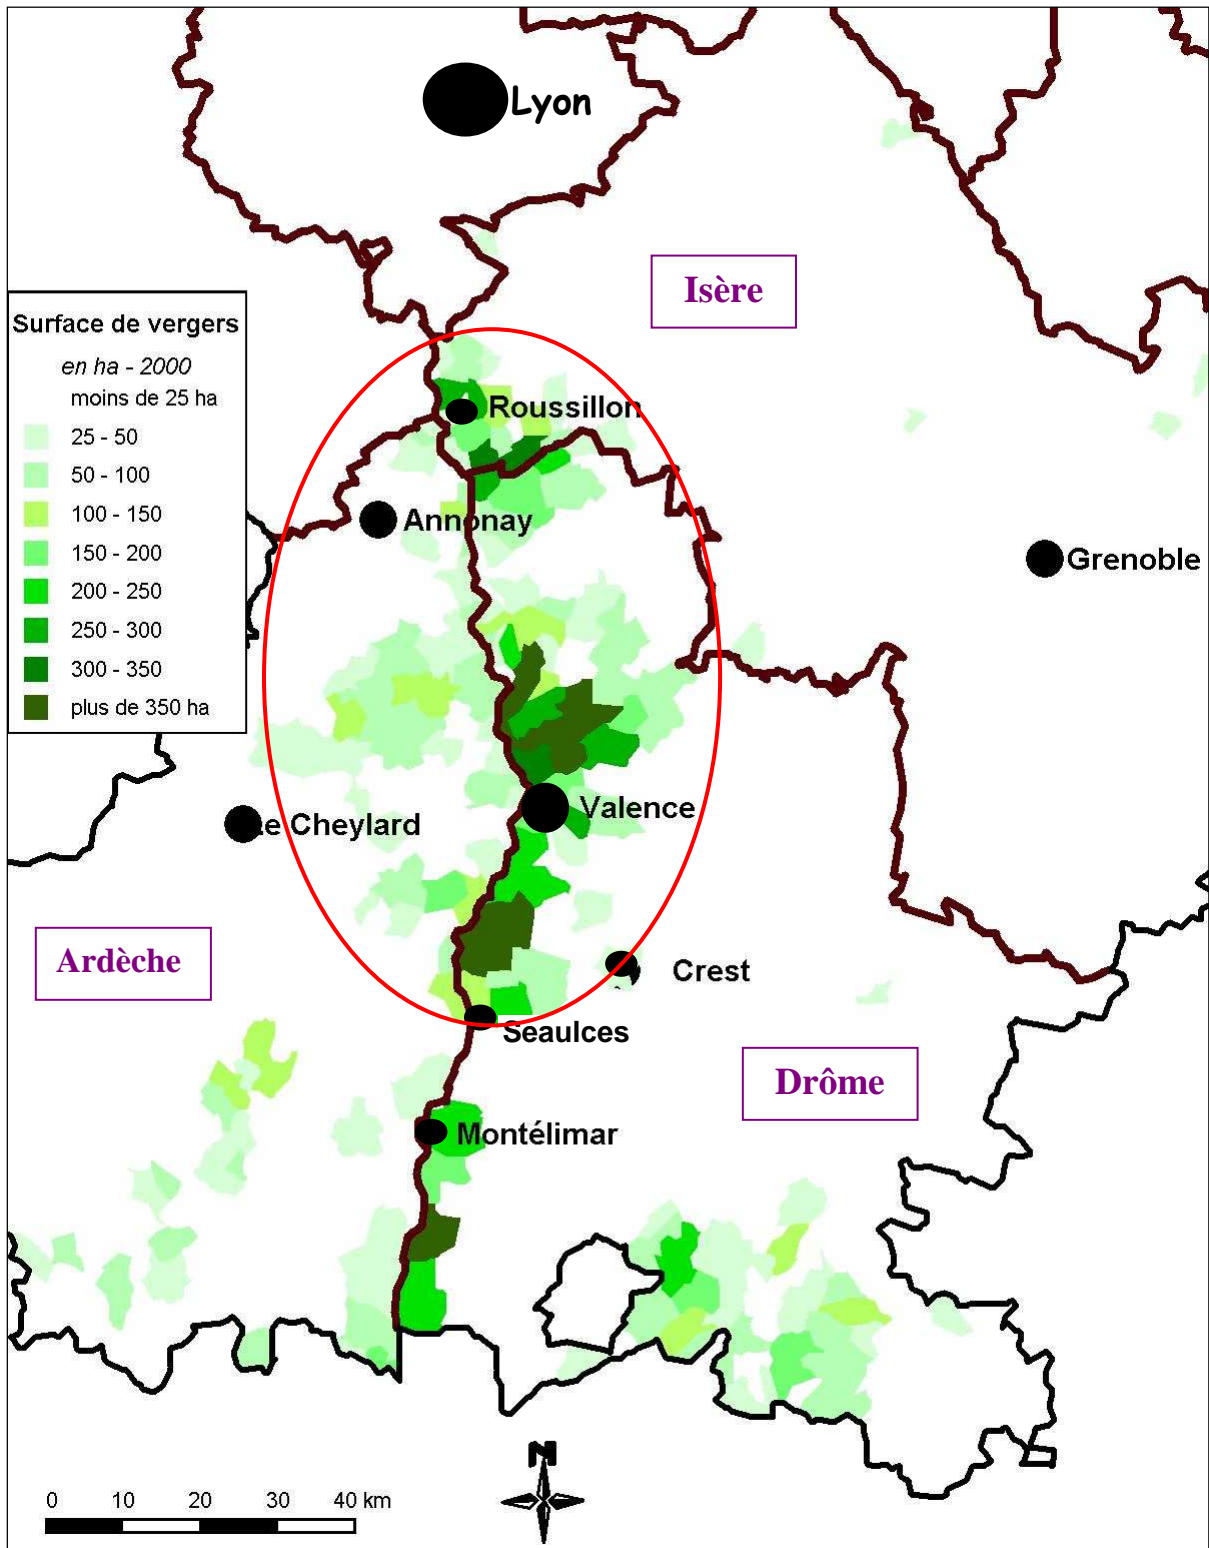 Lyon
Isère
Surface de vergers
en ha - 2000
moins de 25 ha
25 - 50
50 - 100
100 - 150
150 - 200
200 - 250
250 - 300
300 - 350
plus de 350 ha
Roussillon
Annonay
Grenoble
Valence
Le Cheylard
Ardèche
Crest
Seaulces
Drôme
Montélimar
N
0 10 20 30 40 km